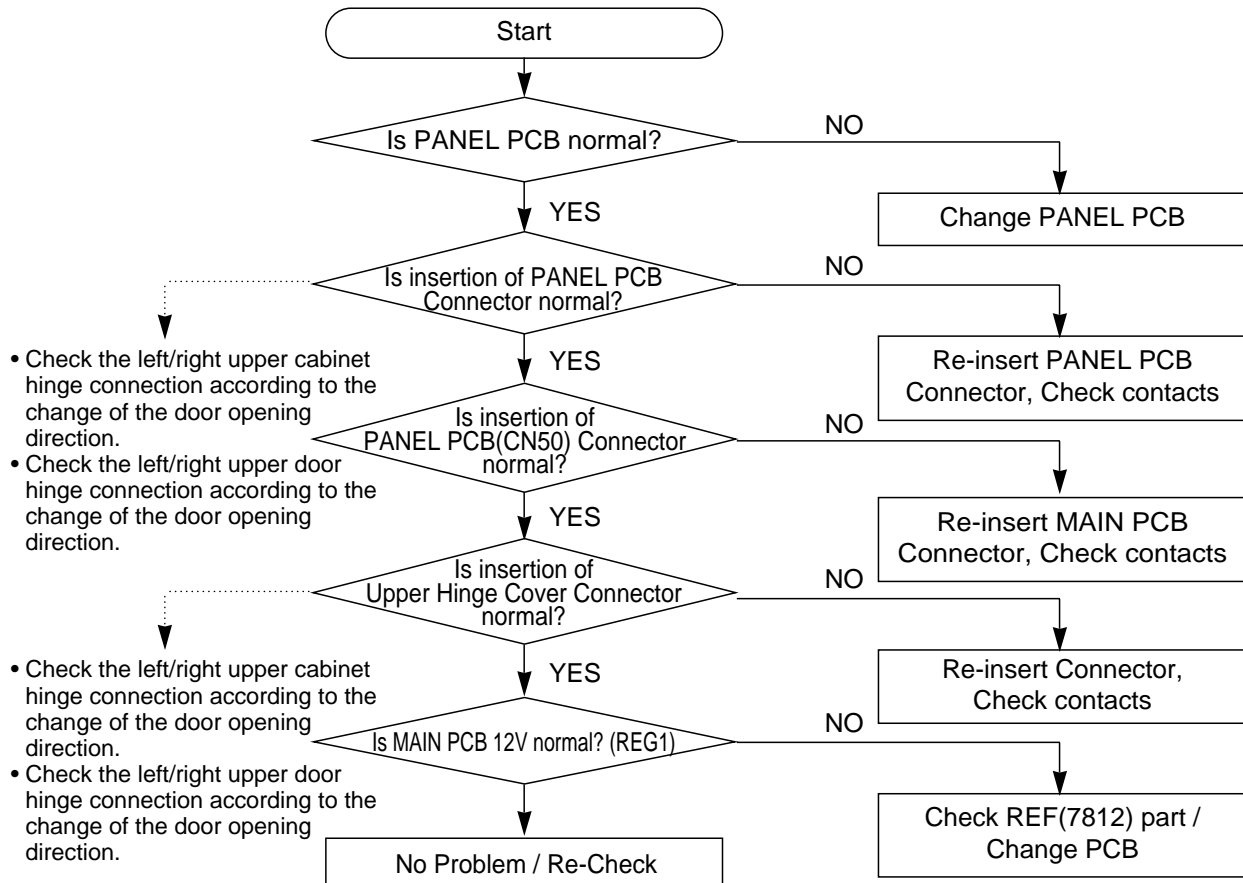 Start
Is PANEL PCB normal?
NO
Change PANEL PCB
YES
Is insertion of PANEL PCB
Connector normal?
NO
Re-insert PANEL PCB
Connector, Check contacts
• Check the left/right upper cabinet
hinge connection according to the
change of the door opening
direction.
• Check the left/right upper door
hinge connection according to the
change of the door opening
direction.
YES
Is insertion of
PANEL PCB(CN50) Connector
normal?
NO
Re-insert MAIN PCB
Connector, Check contacts
YES
Is insertion of
Upper Hinge Cover Connector
normal?
NO
Re-insert Connector,
Check contacts
• Check the left/right upper cabinet
hinge connection according to the
change of the door opening
direction.
• Check the left/right upper door
hinge connection according to the
change of the door opening
direction.
YES
Is MAIN PCB 12V normal? (REG1)
NO
Check REF(7812) part /
Change PCB
No Problem / Re-Check